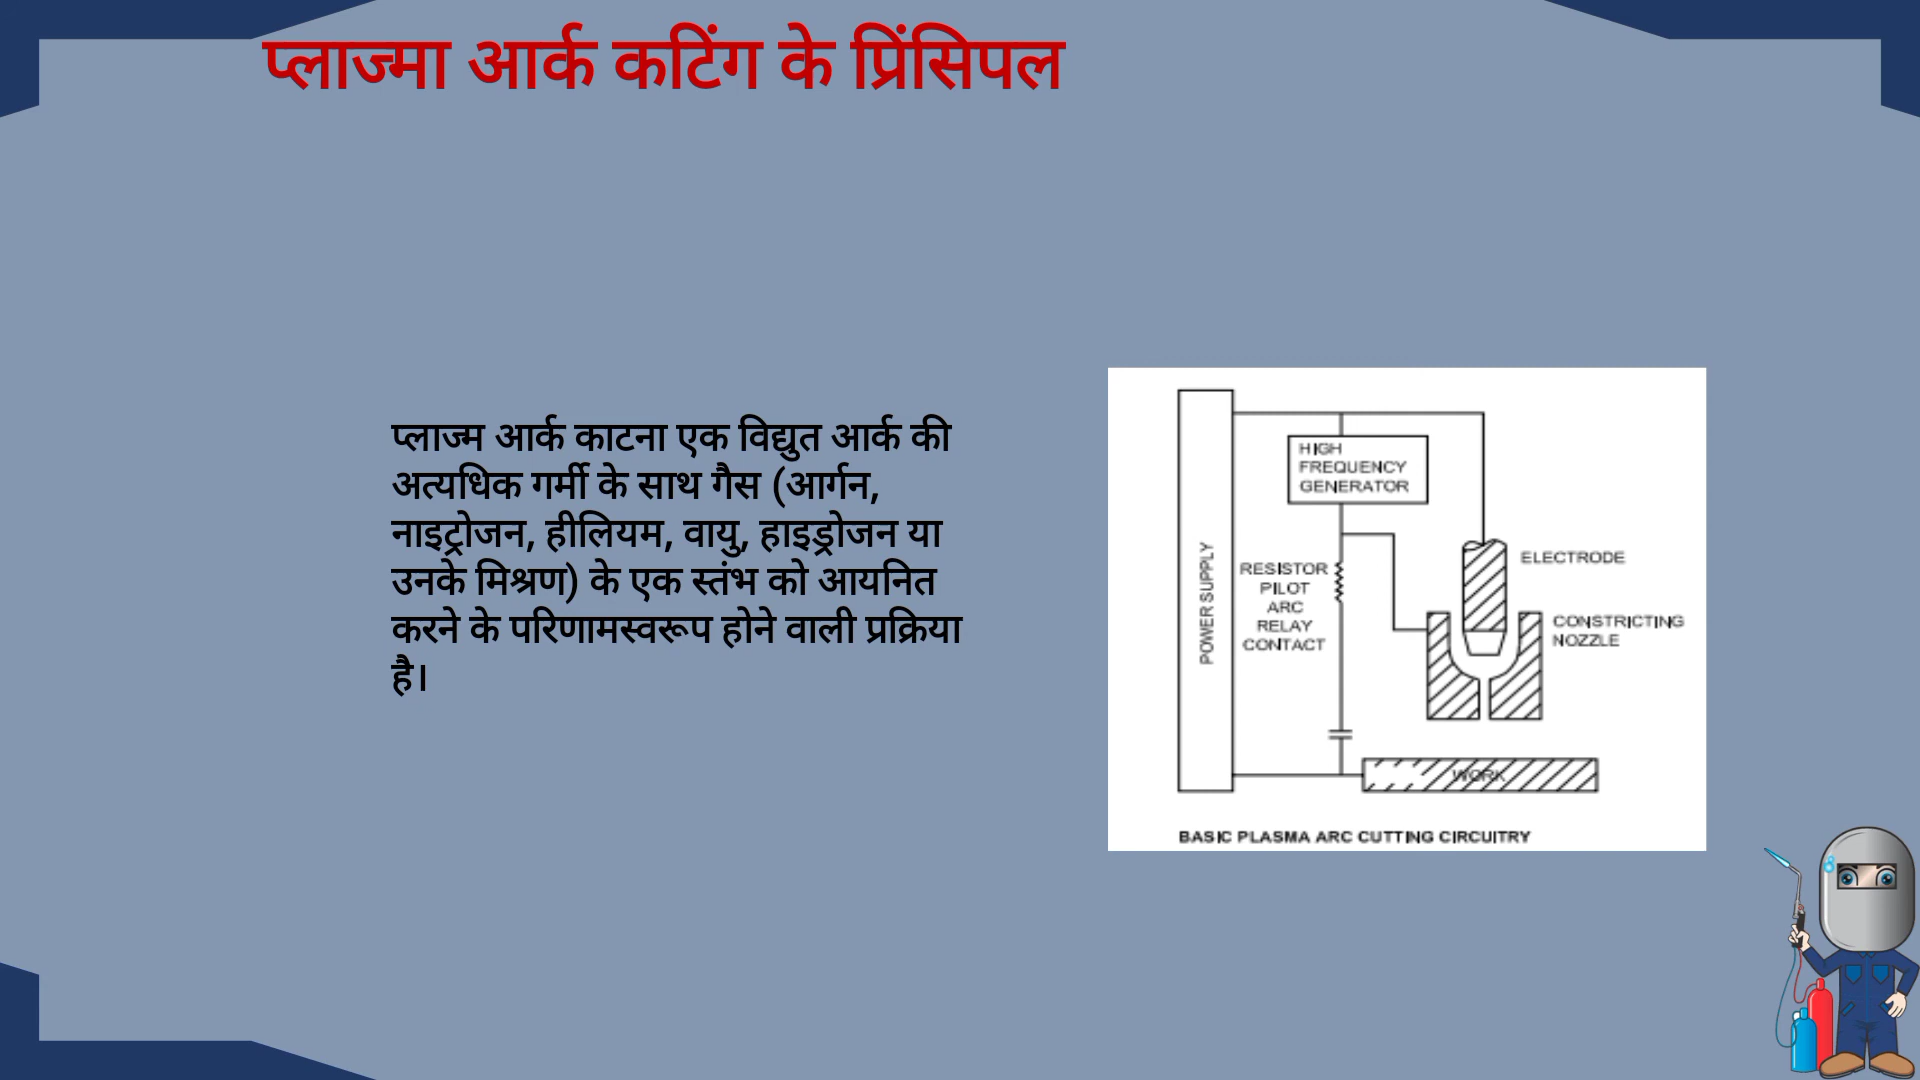 प्लाज्मा आर्क कटिंग के प्रिंसिपल
प्लाज्म आर्क काटना एक विद्युत आर्क की
अत्यधिक गर्मी के साथ गैस (आर्गन,
नाइट्रोजन, हीलियम, वायु, हाइड्रोजन या
उनके मिश्रण) के एक स्तंभ को आयनित
करने के परिणामस्वरूप होने वाली प्रक्रिया
है।
HIGH
FREQUENCY
GENERATOR
POWER SUPPLY
RESISTOR
PILOT
ARC
RELAY
CONTACT
ELECTRODE
CONSTRICTING
NOZZLE
WORK
BASIC PLASMA ARC CUTTING CIRCUITRY